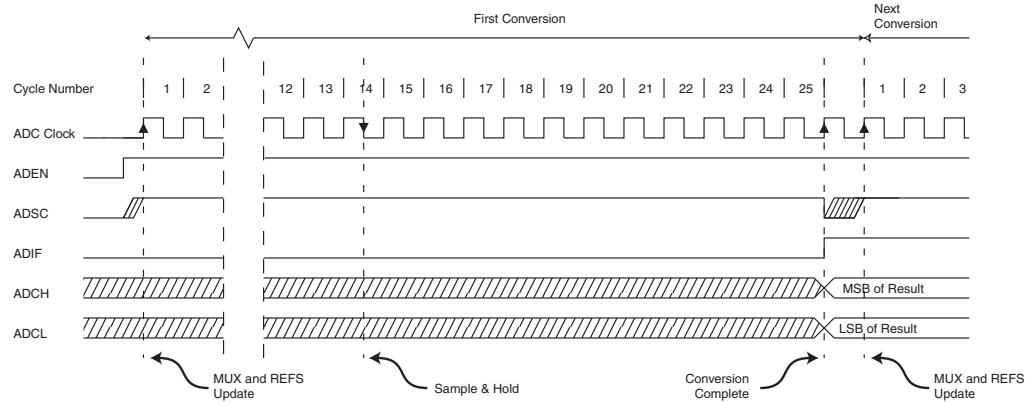 First Conversion
Next
Conversion
Cycle Number 1 2 12 13 14 15 16 17 18 19 20 21 22 23 24 25 1 2 3
ADC Clock
ADEN
ADSC
ADIF
ADCH MSB of Result
ADCL LSB of Result
MUX and REFS
Update
Sample & Hold
Conversion
Complete
MUX and REFS
Update